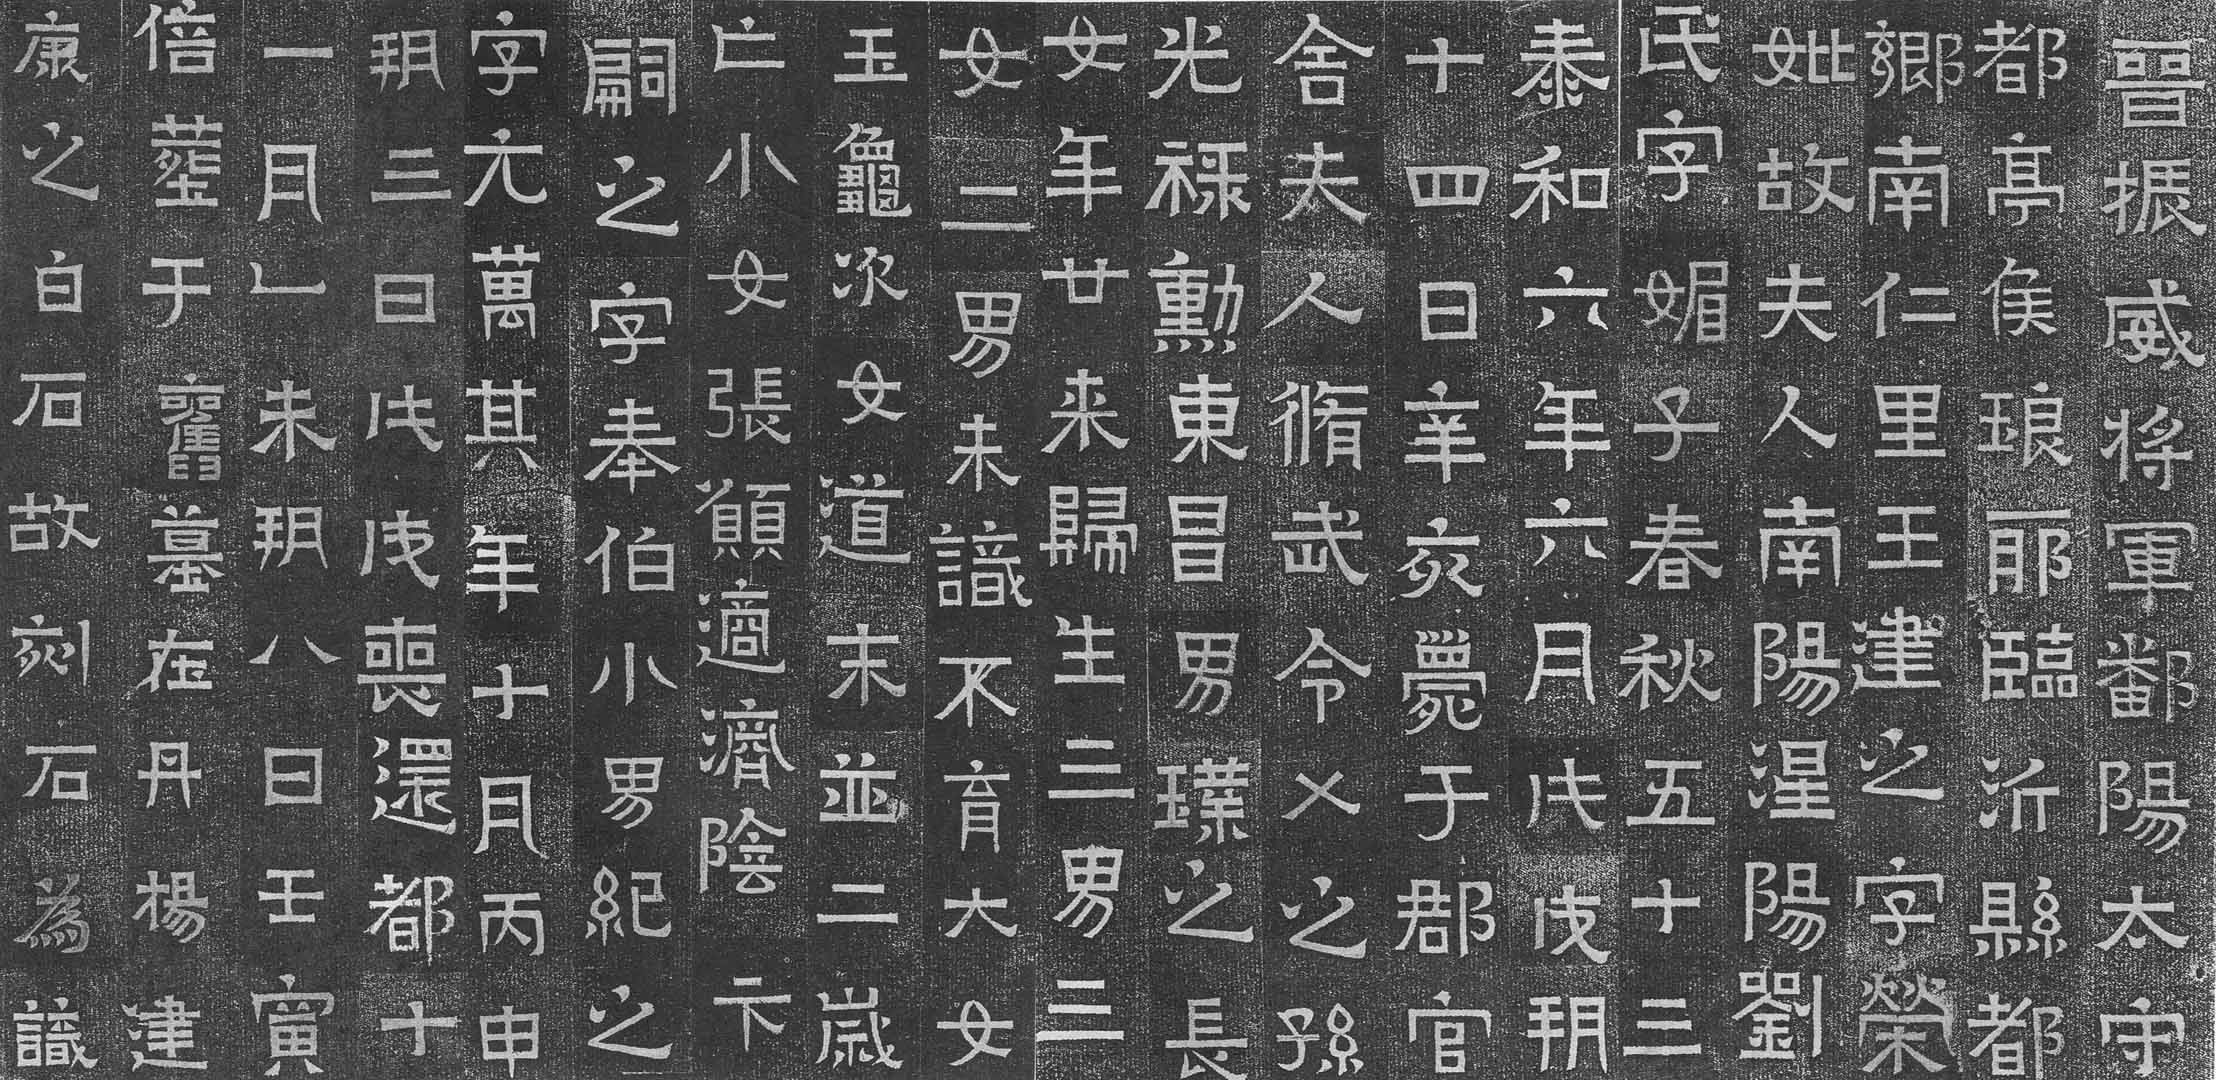 晉振威将軍鄱陽太守
都亭侯琅耶臨沂縣都
鄉南仁里王建之字榮
妣故夫人南陽涅陽劉
氏字媚子春秋五十三
泰和六年六月戊戌朔
十四日辛亥薨于郡官
舍夫人脩武令乂之孫
光祿勳東昌男璞之長
女年廿来歸生三男三
女二男未識不育大女
玉龜次女道末並二歲
亡小女張願適濟陰卞
嗣之字奉伯小男紀之
字元萬其年十月丙申
朔三日戊戌喪還都十
一月乙未朔八日壬寅
倍葬于舊墓在丹楊建
康之白石故刻石為識